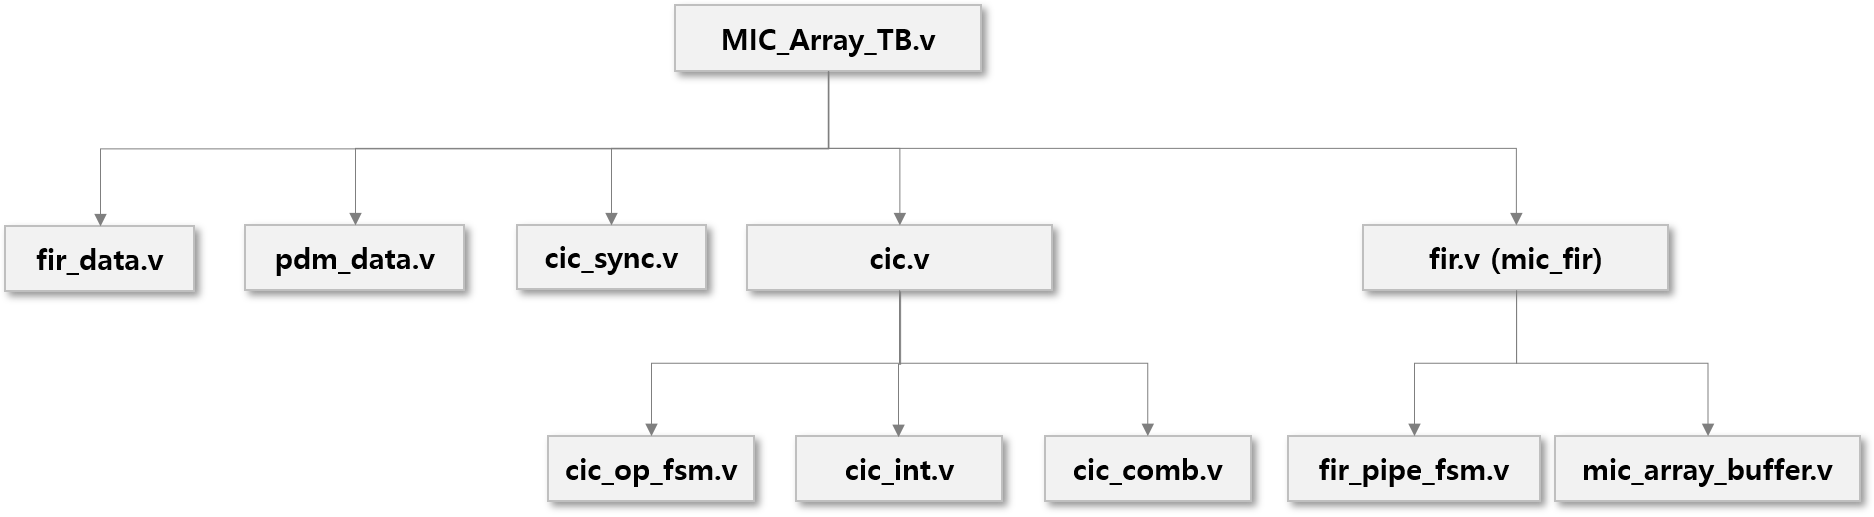 MIC_Array_TB.v
fir_data.v
pdm_data.v
cic_sync.v
cic.v
fir.v (mic_fir)
cic_op_fsm.v
cic_int.v
cic_comb.v
fir_pipe_fsm.v
mic_array_buffer.v